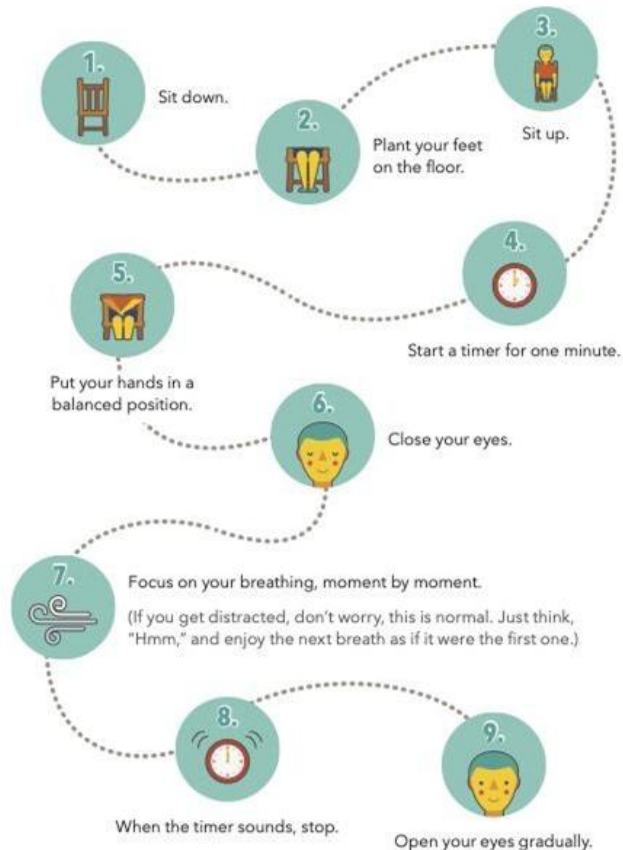 1.
Sit down.
2.
Plant your feet
on the floor.
3.
Sit up.
4.
Start a timer for one minute.
5.
Put your hands in a
balanced position.
6.
Close your eyes.
7.
Focus on your breathing, moment by moment.
(If you get distracted, don't worry, this is normal. Just think,
"Hmm," and enjoy the next breath as if it were the first one.)
8.
When the timer sounds, stop.
9.
Open your eyes gradually.